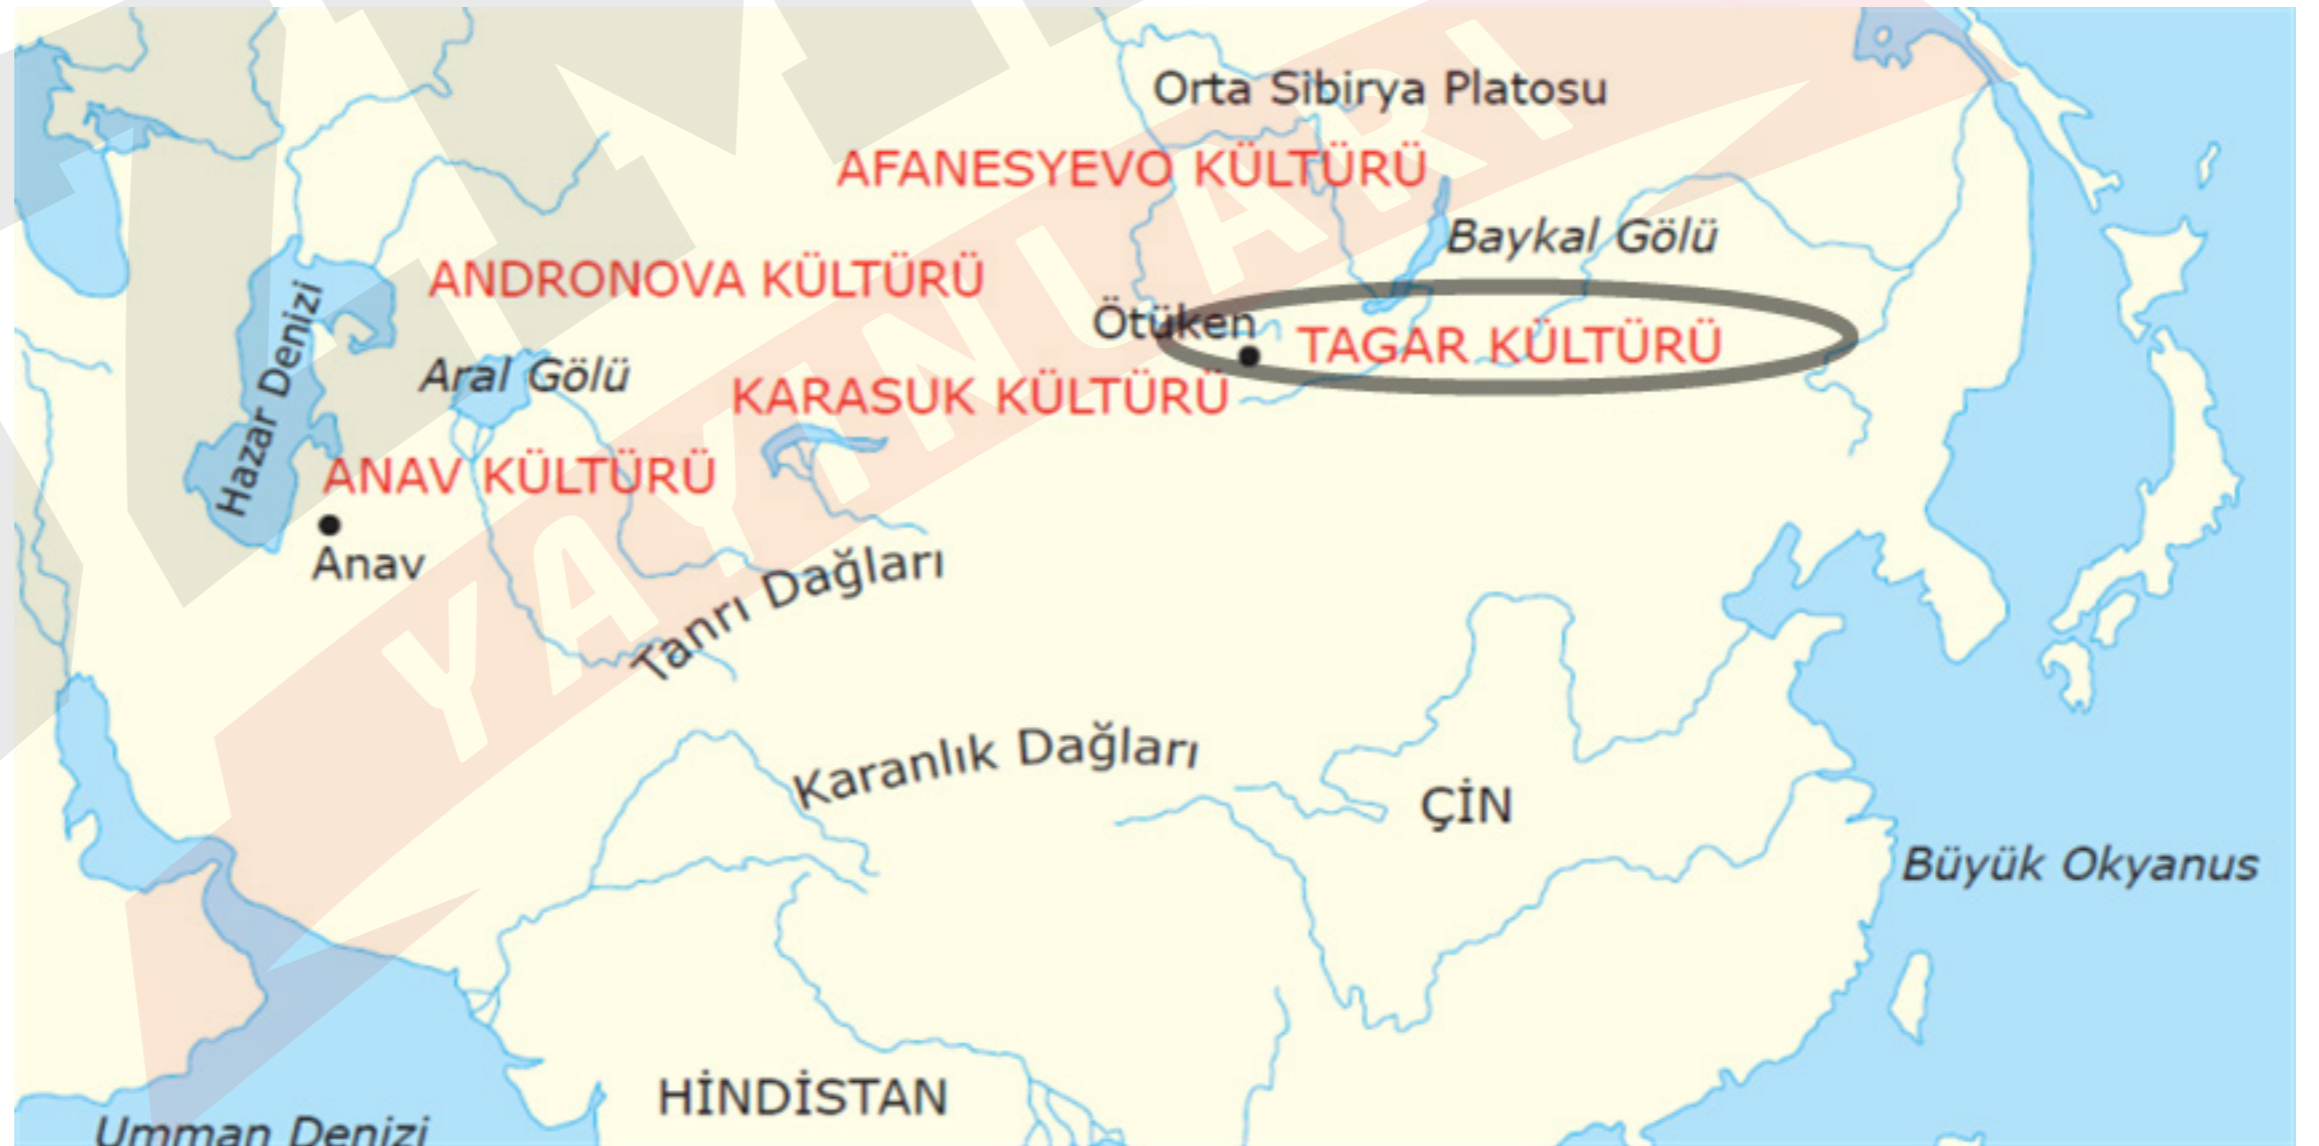 Orta Sibirya Platosu
AFANESYEVO KÜLTÜRÜ
Baykal Gölü
ANDRONOVA KÜLTÜRÜ
Ötüken
TAGAR KÜLTÜRÜ
Hazar Denizi
Aral Gölü
KARASUK KÜLTÜRÜ
ANAV KÜLTÜRÜ
Anav
Tanrı Dağları
Karanlık Dağları
ÇİN
Büyük Okyanus
HİNDİSTAN
Umman Denizi
YAYINLARI